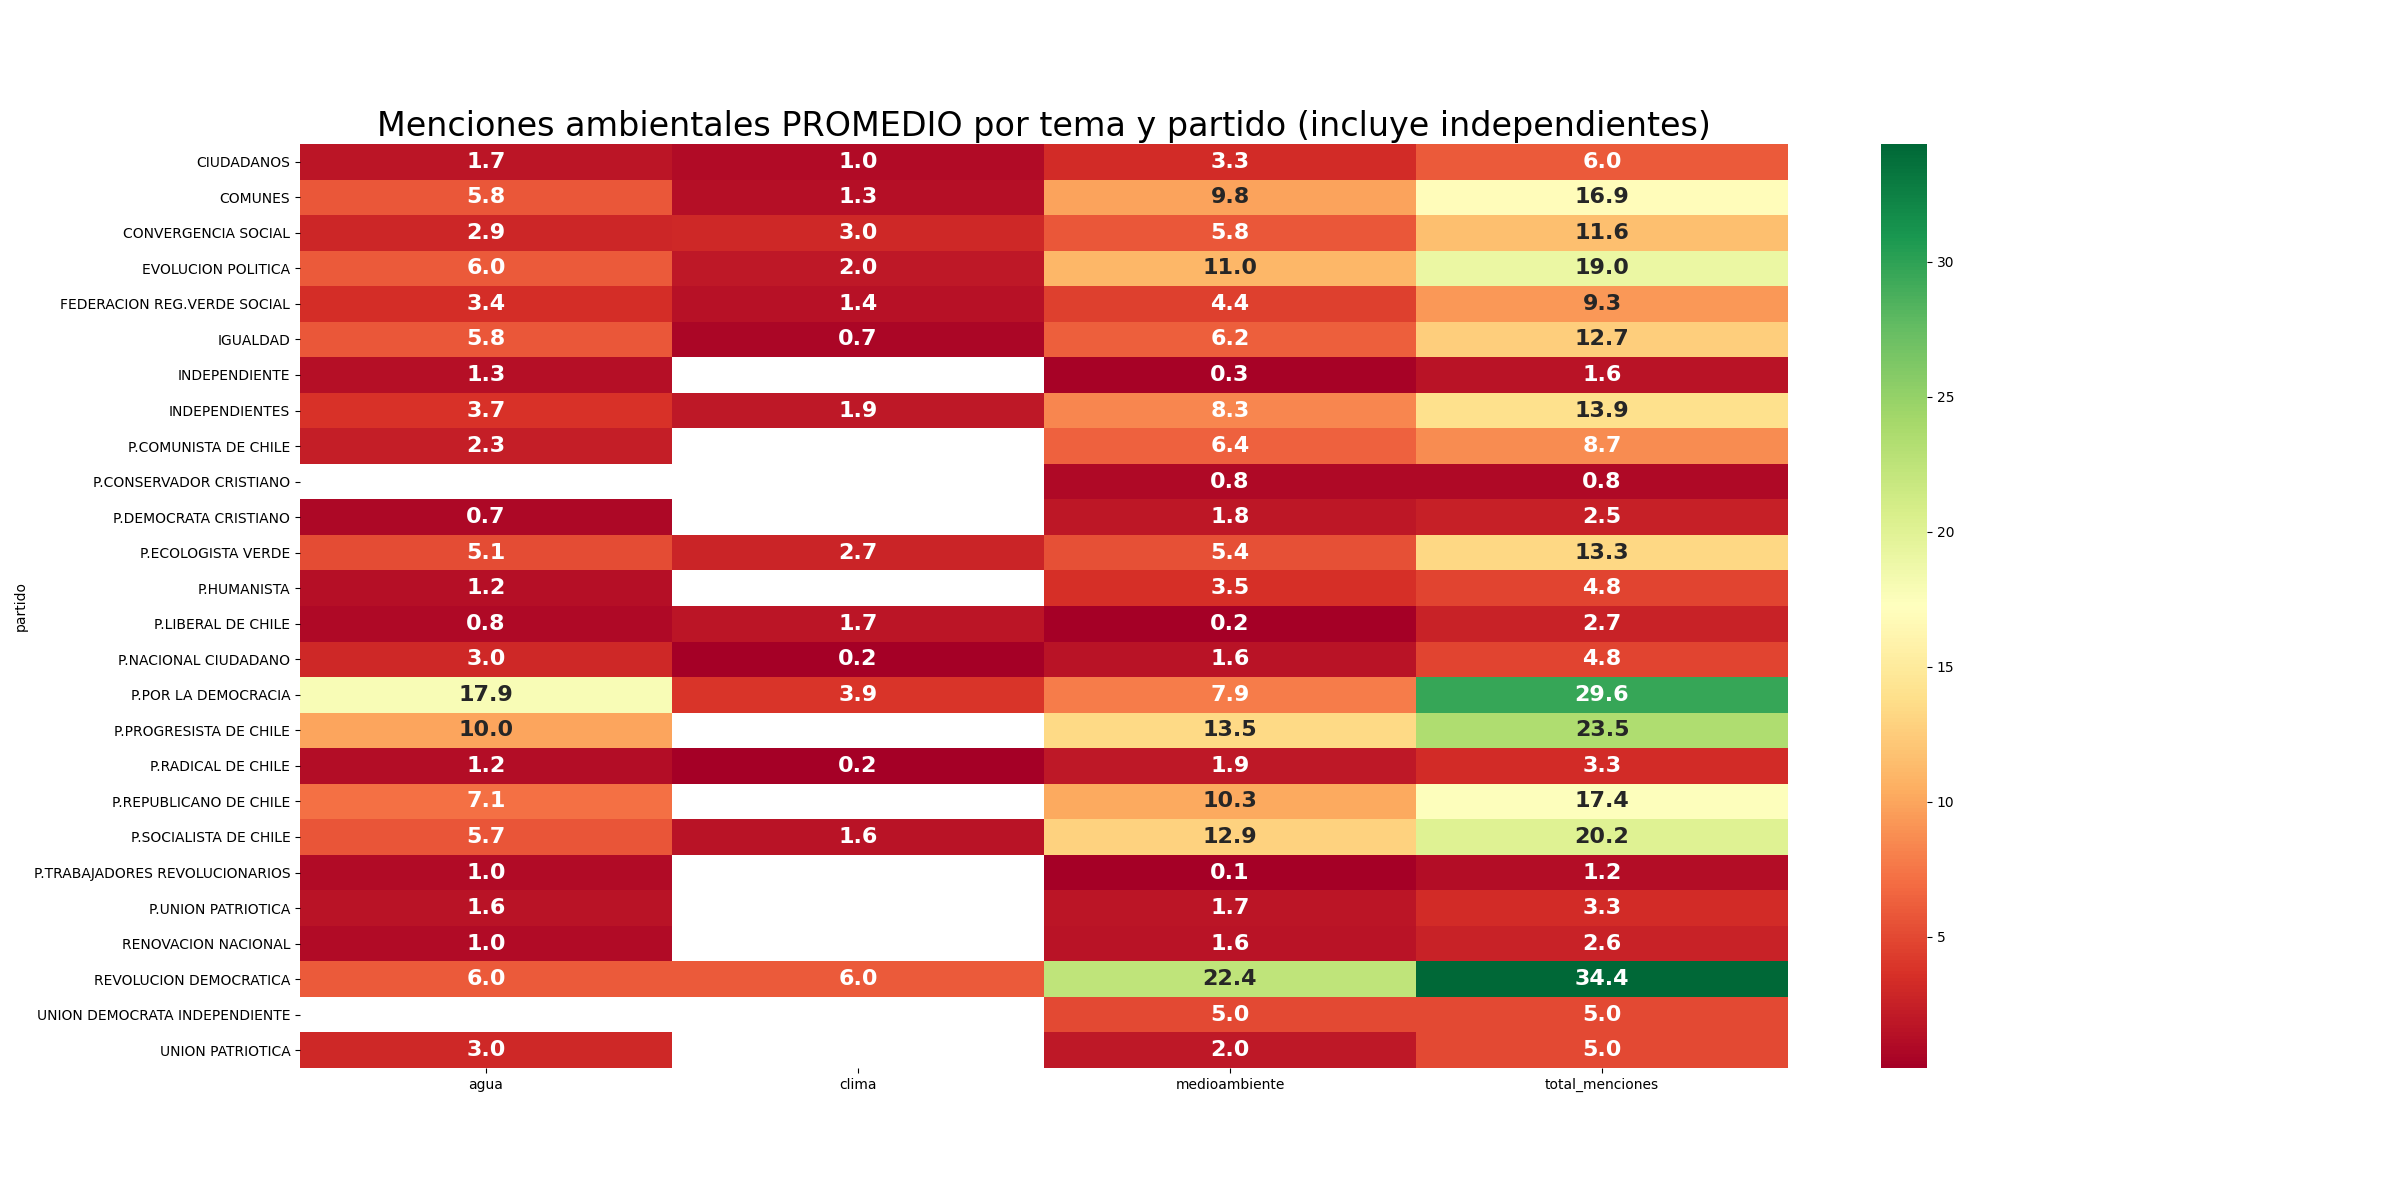 Menciones ambientales PROMEDIO por tema y partido (incluye independientes)
partido
CIUDADANOS 1.7 1.0 3.3 6.0
COMUNES 5.8 1.3 9.8 16.9
CONVERGENCIA SOCIAL 2.9 3.0 5.8 11.6
EVOLUCION POLITICA 6.0 2.0 11.0 19.0
FEDERACION REG.VERDE SOCIAL 3.4 1.4 4.4 9.3
IGUALDAD 5.8 0.7 6.2 12.7
INDEPENDIENTE 1.3 0.3 1.6
INDEPENDIENTES 3.7 1.9 8.3 13.9
P.COMUNISTA DE CHILE 2.3 6.4 8.7
P.CONSERVADOR CRISTIANO 0.8 0.8
P.DEMOCRATA CRISTIANO 0.7 1.8 2.5
P.ECOLOGISTA VERDE 5.1 2.7 5.4 13.3
P.HUMANISTA 1.2 3.5 4.8
P.LIBERAL DE CHILE 0.8 1.7 0.2 2.7
P.NACIONAL CIUDADANO 3.0 0.2 1.6 4.8
P.POR LA DEMOCRACIA 17.9 3.9 7.9 29.6
P.PROGRESISTA DE CHILE 10.0 13.5 23.5
P.RADICAL DE CHILE 1.2 0.2 1.9 3.3
P.REPUBLICANO DE CHILE 7.1 10.3 17.4
P.SOCIALISTA DE CHILE 5.7 1.6 12.9 20.2
P.TRABAJADORES REVOLUCIONARIOS 1.0 0.1 1.2
P.UNION PATRIOTICA 1.6 1.7 3.3
RENOVACION NACIONAL 1.0 1.6 2.6
REVOLUCION DEMOCRATICA 6.0 6.0 22.4 34.4
UNION DEMOCRATA INDEPENDIENTE 5.0 5.0
UNION PATRIOTICA 3.0 2.0 5.0
agua clima medioambiente total_menciones
30
25
20
15
10
5